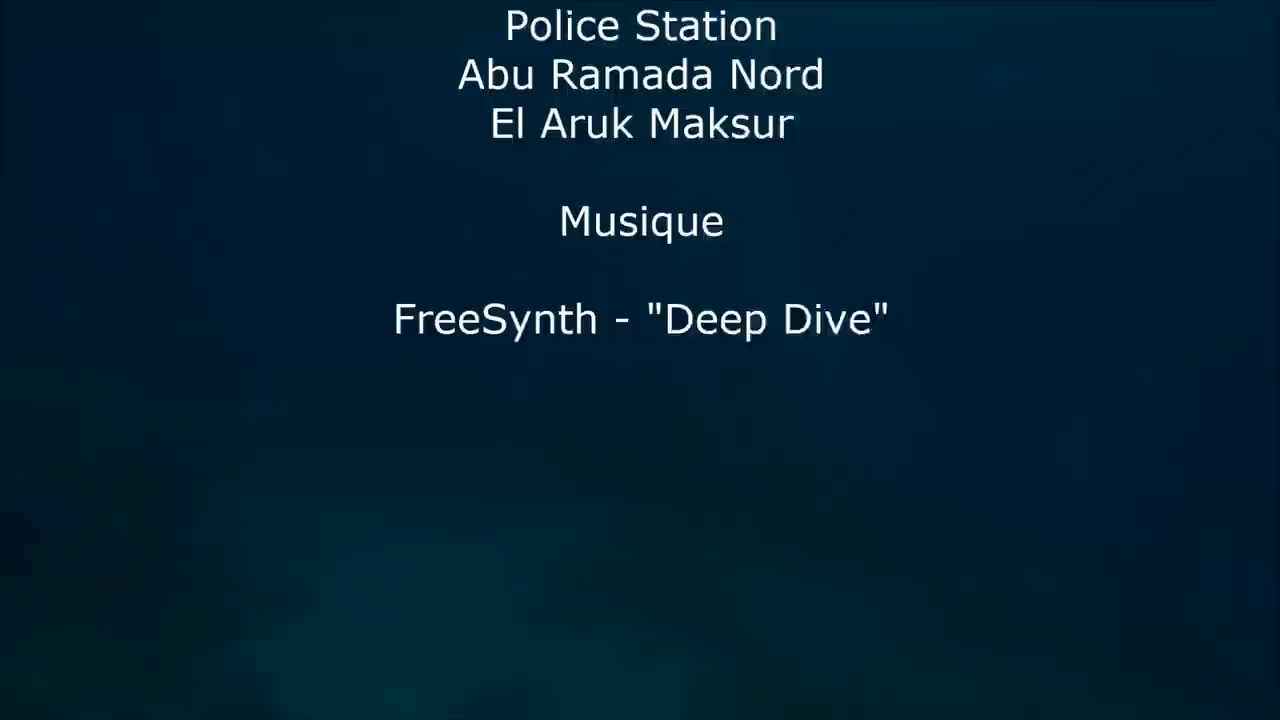 Police Station
Abu Ramada Nord
El Aruk Maksur
Musique
FreeSynth - "Deep Dive"